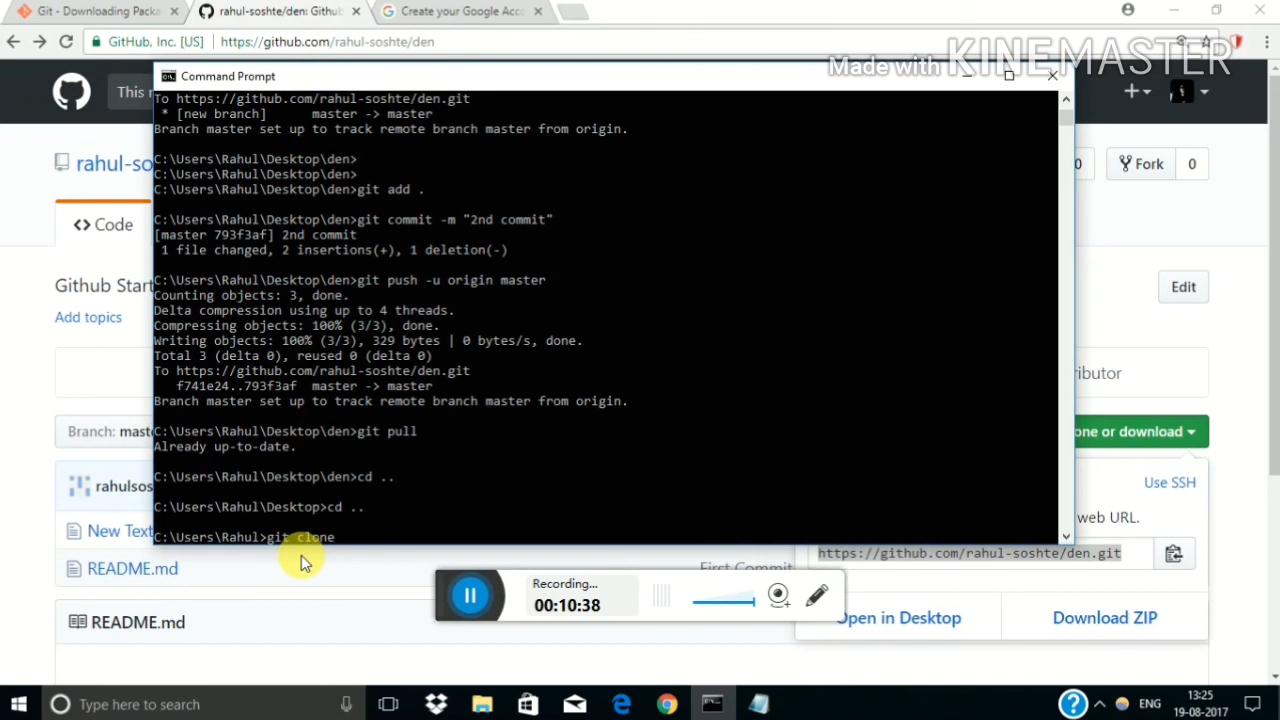 Git - Downloading Packa
rahul-soshte/den: Github
Create your Google Acco
GitHub, Inc. [US]
https://github.com/rahul-soshte/den
Made with KINEMASTER
This
Command Prompt
To https://github.com/rahul-soshte/den.git
* [new branch] master -> master
Branch master set up to track remote branch master from origin.
C:\Users\Rahul\Desktop\den>
C:\Users\Rahul\Desktop\den>
C:\Users\Rahul\Desktop\den>git add .
C:\Users\Rahul\Desktop\den>git commit -m "2nd commit"
[master 793f3af] 2nd commit
1 file changed, 2 insertions(+), 1 deletion(-)
C:\Users\Rahul\Desktop\den>git push -u origin master
Counting objects: 3, done.
Delta compression using up to 4 threads.
Compressing objects: 100% (3/3), done.
Writing objects: 100% (3/3), 329 bytes | 0 bytes/s, done.
Total 3 (delta 0), reused 0 (delta 0)
To https://github.com/rahul-soshte/den.git
f741e24..793f3af master -> master
Branch master set up to track remote branch master from origin.
C:\Users\Rahul\Desktop\den>git pull
Already up-to-date.
C:\Users\Rahul\Desktop\den>cd ..
C:\Users\Rahul\Desktop>cd ..
C:\Users\Rahul>git clone
rahul-so
0
Fork
0
Code
Github Start
Edit
Add topics
ributor
Branch: maste
one or download
rahulsos
Use SSH
web URL.
New Text
https://github.com/rahul-soshte/den.git
README.md
First Commit
Recording...
00:10:38
README.md
Open in Desktop
Download ZIP
Type here to search
ENG
13:25
19-08-2017